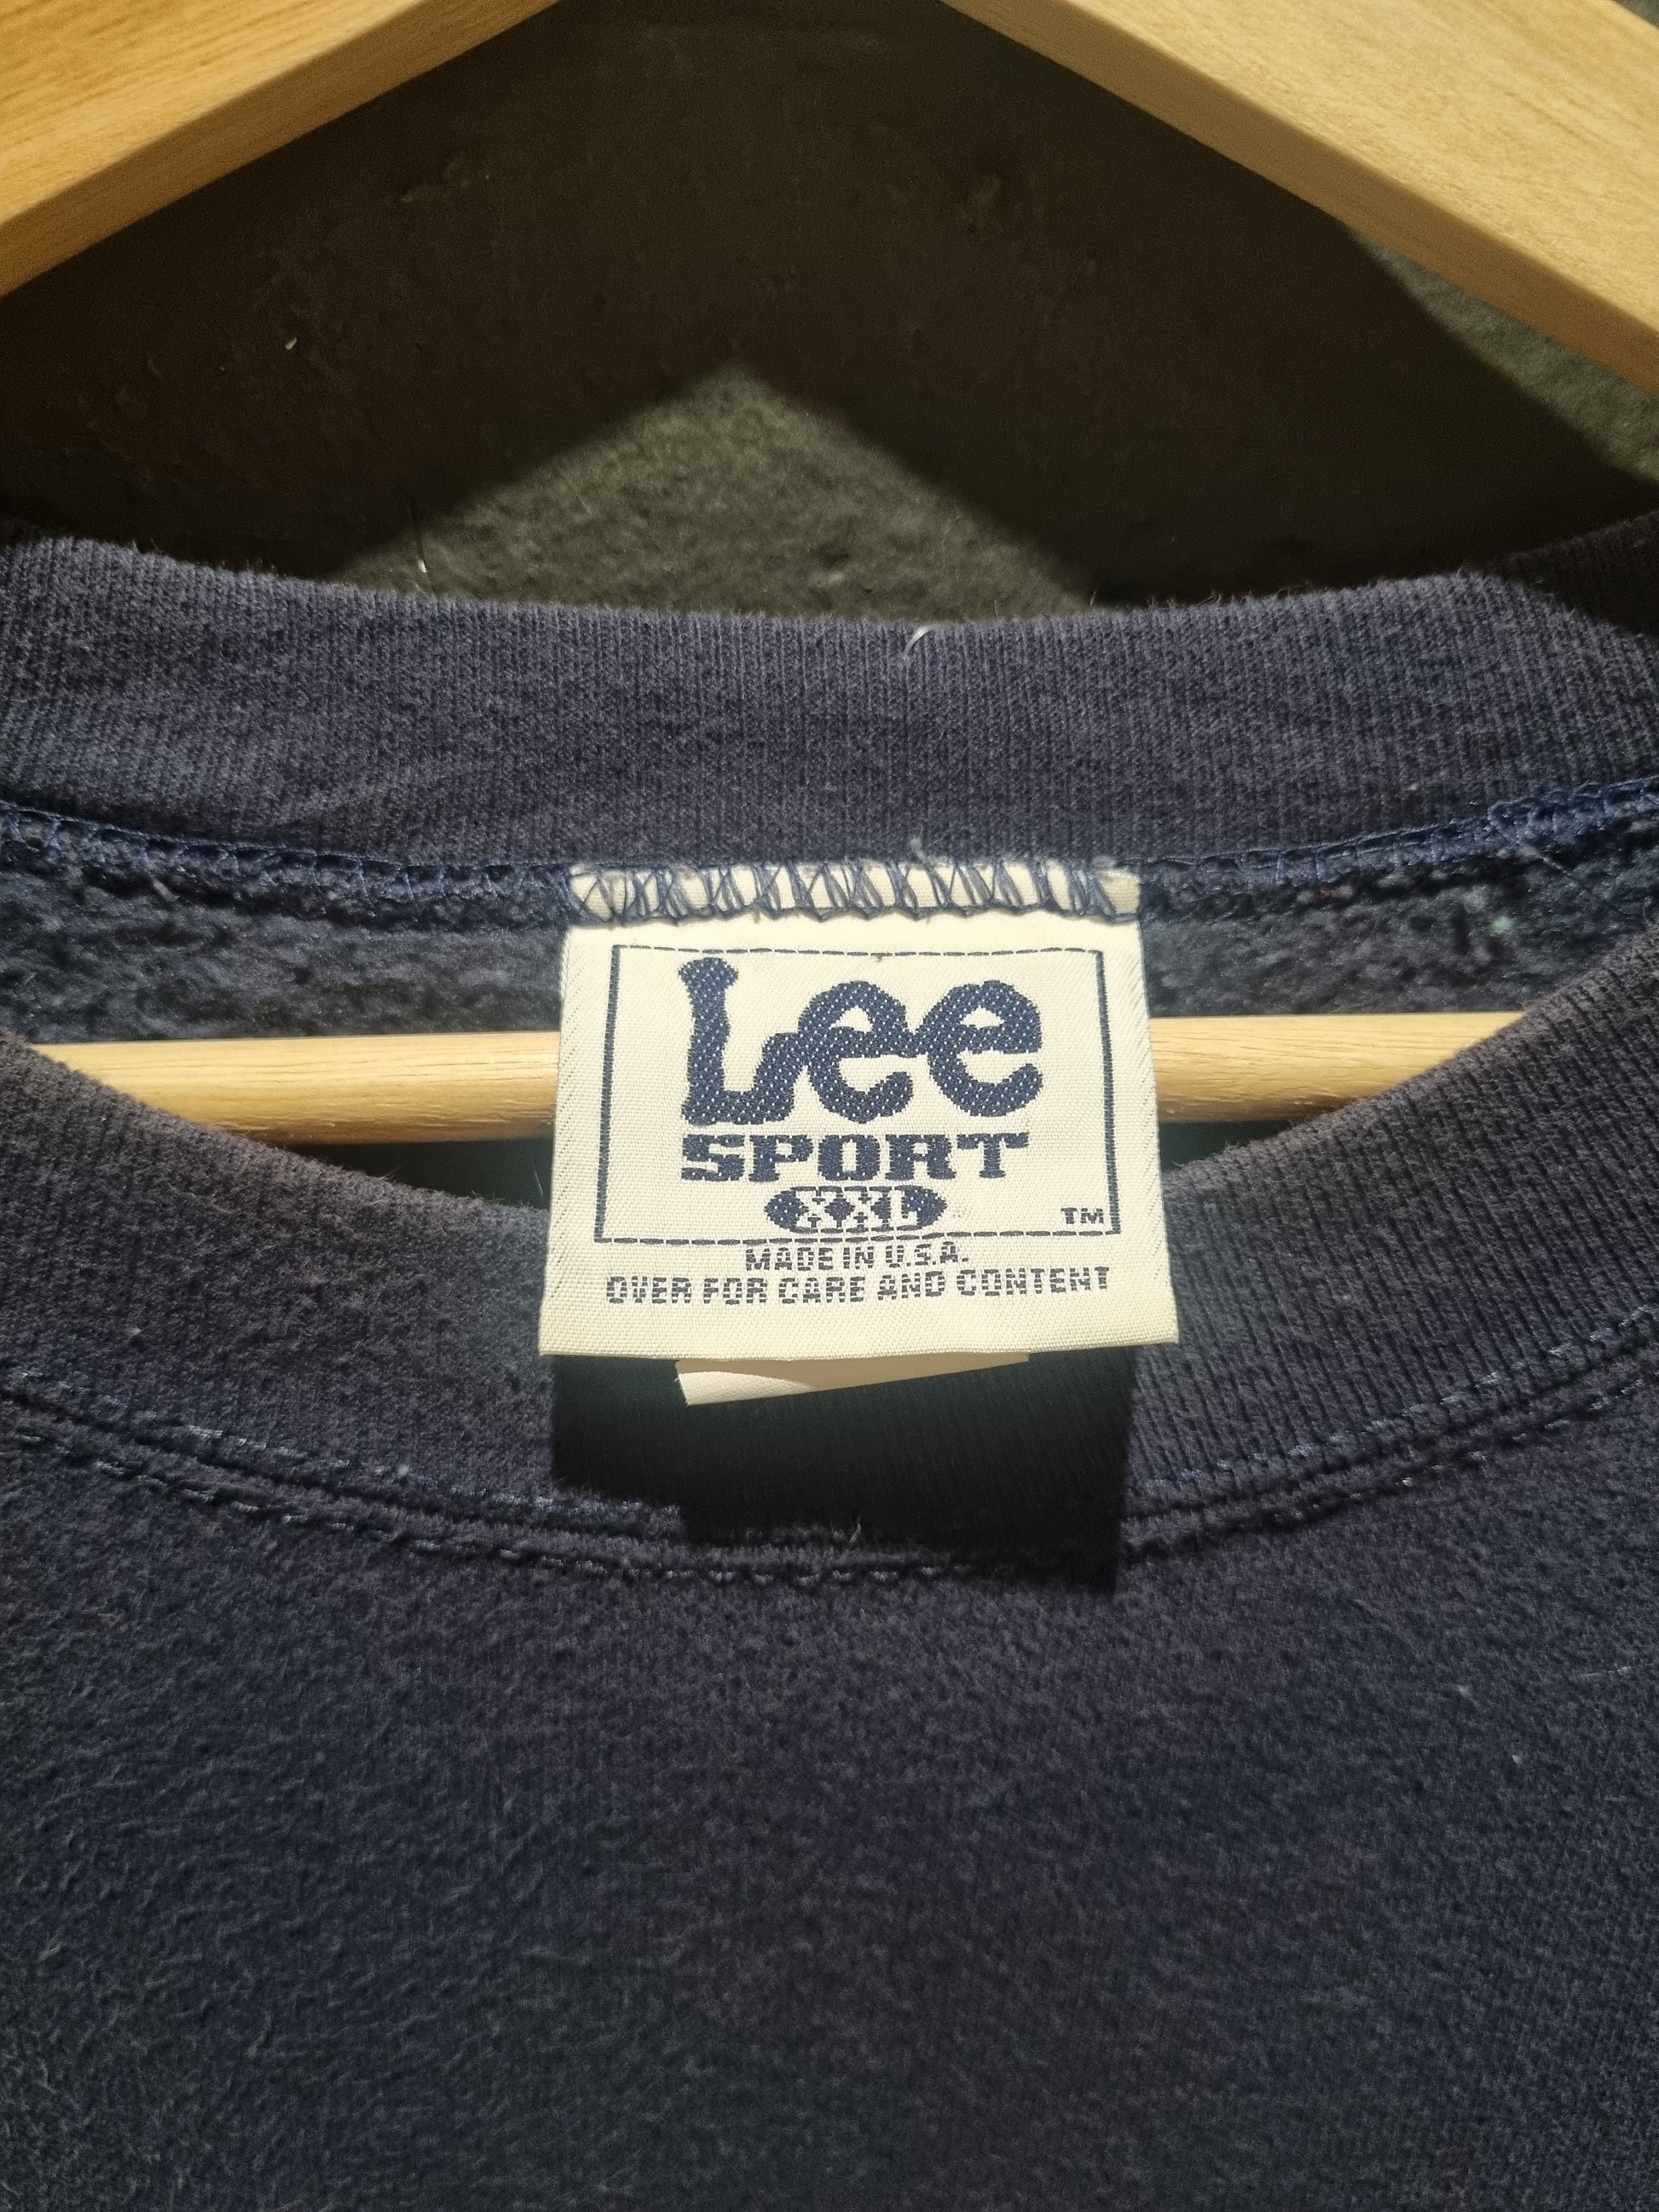 Lee
SPORT
XXL
TM
MADE IN U.S.A.
OVER FOR CARE AND CONTENT